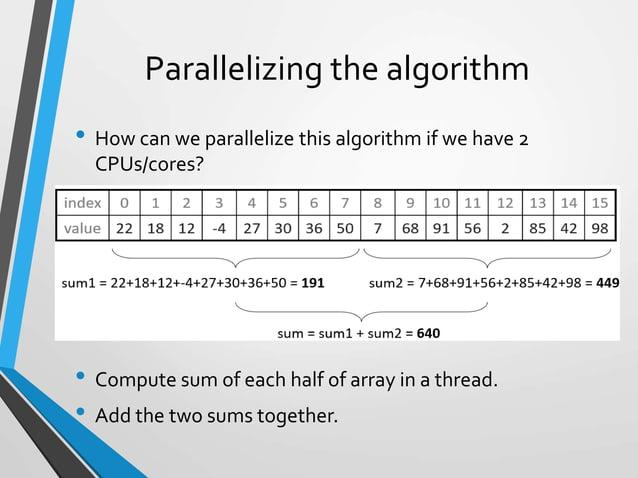 Parallelizing the algorithm
• How can we parallelize this algorithm if we have 2
CPUs/cores?
index 0 1 2 3 4 5 6 7 8 9 10 11 12 13 14 15
value 22 18 12 -4 27 30 36 50 7 68 91 56 2 85 42 98
sum1 = 22+18+12+-4+27+30+36+50 = 191 sum2 = 7+68+91+56+2+85+42+98 = 449
sum = sum1 + sum2 = 640
• Compute sum of each half of array in a thread.
• Add the two sums together.